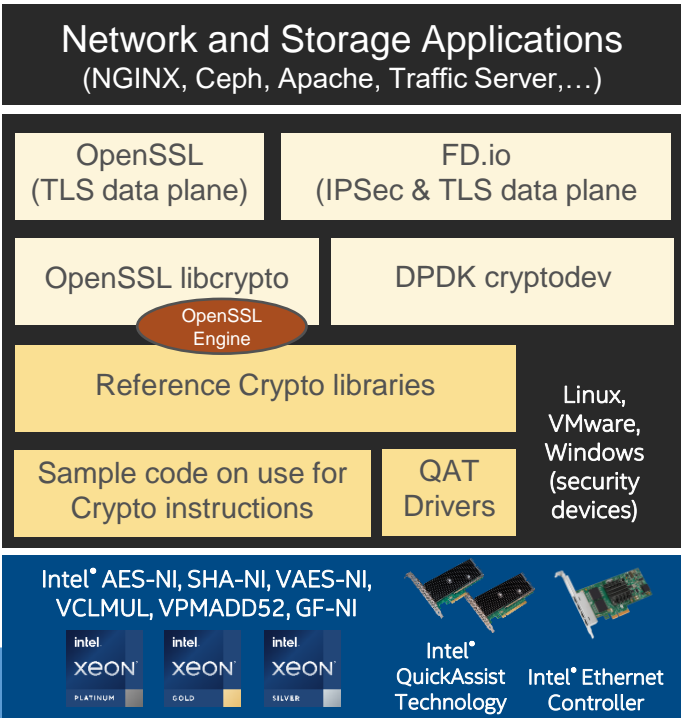 Network and Storage Applications
(NGINX, Ceph, Apache, Traffic Server,…)
OpenSSL
(TLS data plane)
FD.io
(IPSec & TLS data plane
OpenSSL libcrypto
DPDK cryptodev
OpenSSL
Engine
Reference Crypto libraries
Linux,
VMware,
Windows
(security
devices)
Sample code on use for
Crypto instructions
QAT
Drivers
Intel® AES-NI, SHA-NI, VAES-NI,
VCLMUL, VPMADD52, GF-NI
intel.
xeon
PLATINUM
intel.
xeon
GOLD
intel.
xeon
SILVER
Intel®
QuickAssist
Technology
Intel® Ethernet
Controller